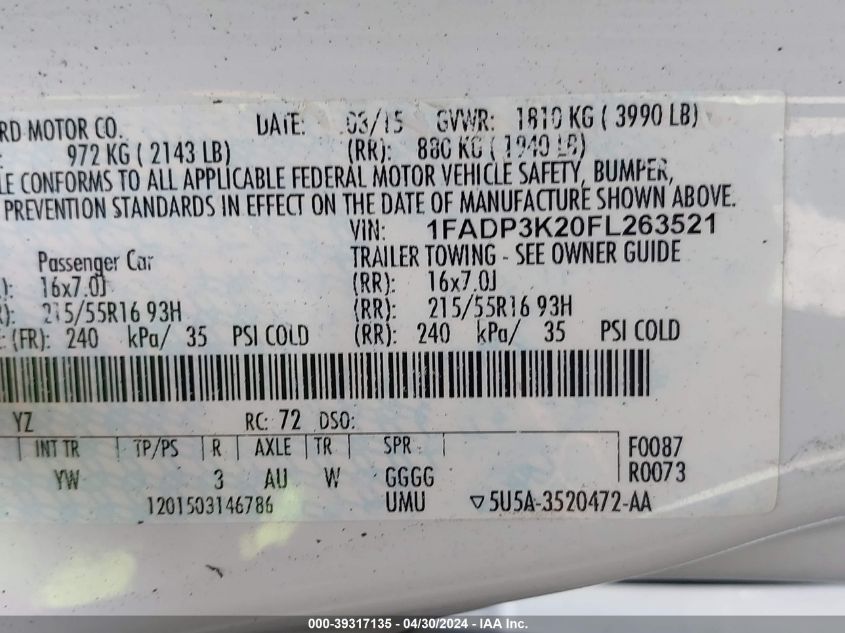 RD MOTOR CO. DATE: 03/15 GVWR: 1810 KG ( 3990 LB)
: 972 KG ( 2143 LB) (RR): 880 KG ( 1940 LB)
LE CONFORMS TO ALL APPLICABLE FEDERAL MOTOR VEHICLE SAFETY, BUMPER,
PREVENTION STANDARDS IN EFFECT ON THE DATE OF MANUFACTURE SHOWN ABOVE.
VIN: 1FADP3K20FL263521
Passenger Car TRAILER TOWING - SEE OWNER GUIDE
): 16x7.0J (RR): 16x7.0J
R): 215/55R16 93H (RR): 215/55R16 93H
: (FR): 240 kPa/ 35 PSI COLD (RR): 240 kPa/ 35 PSI COLD
YZ RC: 72 DSO:
INT TR TP/PS R AXLE TR SPR F0087
YW 3 AU W GGGG R0073
1201503146786 UMU ▽5U5A-3520472-AA
000-39317135 - 04/30/2024 - IAA Inc.